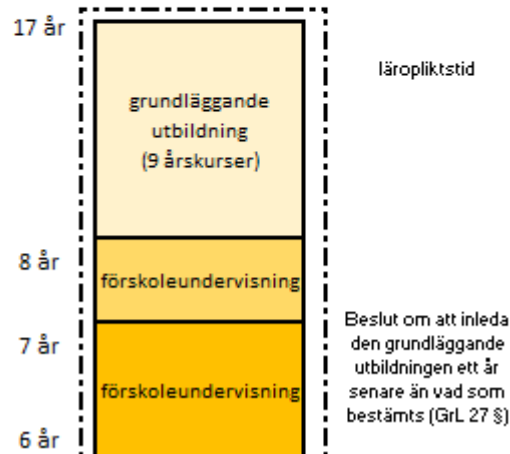 17 år
läropliktstid
grundläggande
utbildning
(9 årskurser)
8 år
förskoleundervisning
Beslut om att inleda
den grundläggande
utbildningen ett år
senare än vad som
bestämts (GrL 27 §)
7 år
förskoleundervisning
6 år